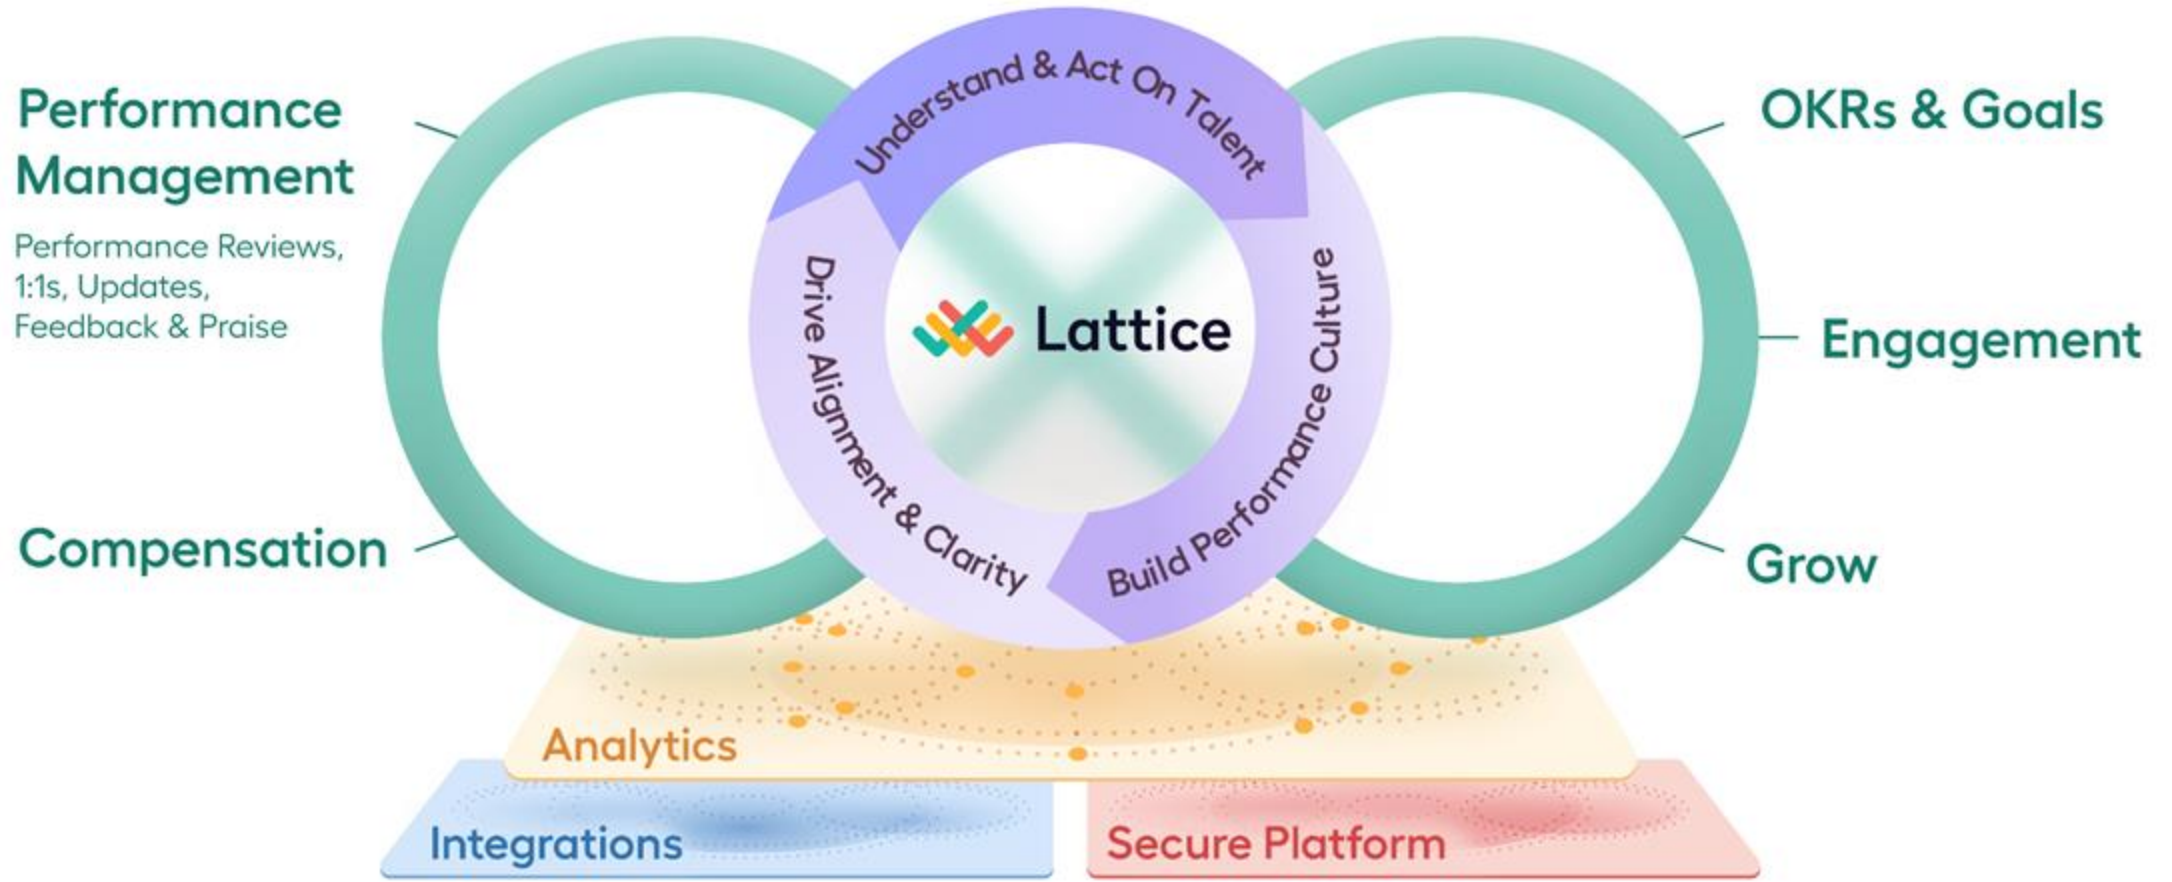 Performance
Management
Performance Reviews,
1:1s, Updates,
Feedback & Praise
Compensation
Understand & Act On Talent
Drive Alignment & Clarity
Build Performance Culture
Lattice
OKRs & Goals
Engagement
Grow
Analytics
Integrations
Secure Platform